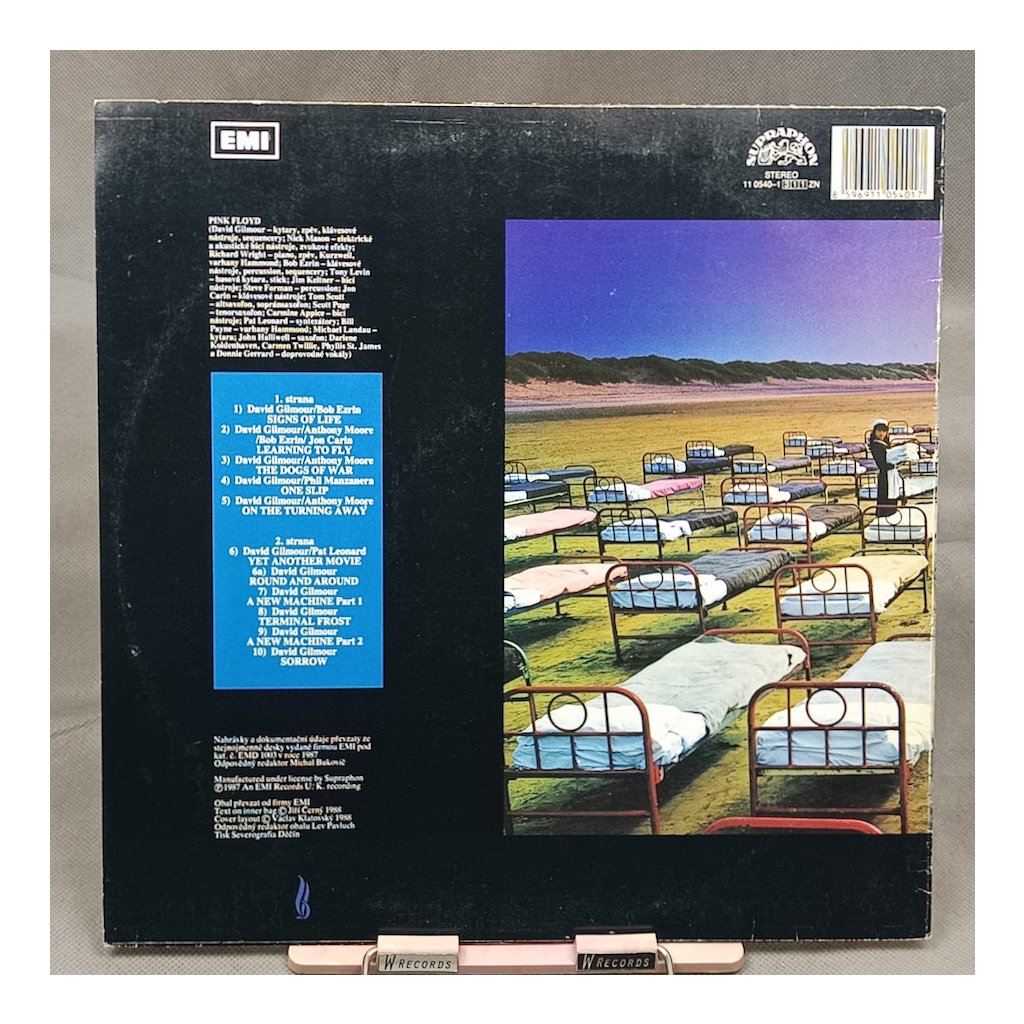 EMI
SUPRAPHON
STEREO
11 0540-1 ZN
8 596911 054017
PINK FLOYD
(David Gilmour – kytary, zpěv, klávesové
nástroje, sequencery; Nick Mason – elektrické
a akustické bicí nástroje, zvukové efekty;
Richard Wright – piano, zpěv, Kurzweil,
varhany Hammond; Bob Ezrin – klávesové
nástroje, percussion, sequencery; Tony Levin
– basová kytara, stick; Jim Keltner – bicí
nástroje; Steve Forman – percussion; Jon
Carin – klávesové nástroje; Tom Scott
– altsaxofon, sopránsaxofon; Scott Page
– tenorsaxofon; Carmine Appice – bicí
nástroje; Pat Leonard – syntezátory; Bill
Payne – varhany Hammond; Michael Landau –
kytara; John Halliwell – saxofon; Darlene
Koldenhaven, Carmen Twillie, Phyllis St. James
a Donnie Gerrard – doprovodné vokály)
1. strana
1) David Gilmour/Bob Ezrin
SIGNS OF LIFE
2) David Gilmour/Anthony Moore
/Bob Ezrin/ Jon Carin
LEARNING TO FLY
3) David Gilmour/Anthony Moore
THE DOGS OF WAR
4) David Gilmour/Phil Manzanera
ONE SLIP
5) David Gilmour/Anthony Moore
ON THE TURNING AWAY
2. strana
6) David Gilmour/Pat Leonard
YET ANOTHER MOVIE
6a) David Gilmour
ROUND AND AROUND
7) David Gilmour
A NEW MACHINE Part 1
8) David Gilmour
TERMINAL FROST
9) David Gilmour
A NEW MACHINE Part 2
10) David Gilmour
SORROW
Nahrávky a dokumentační údaje převzaty ze
stejnojmenné desky vydané firmou EMI pod
kat. č. EMD 1003 v roce 1987
Odpovědný redaktor Michal Bukovič
Manufactured under license by Supraphon
Ⓟ 1987 An EMI Records U. K. recording
Obal převzat od firmy EMI
Text on inner bag © Jiří Černý 1988
Cover layout © Václav Klatovský 1988
Odpovědný redaktor obalu Lev Pavluch
Tisk Severografia Děčín
W RECORDS
W RECORDS